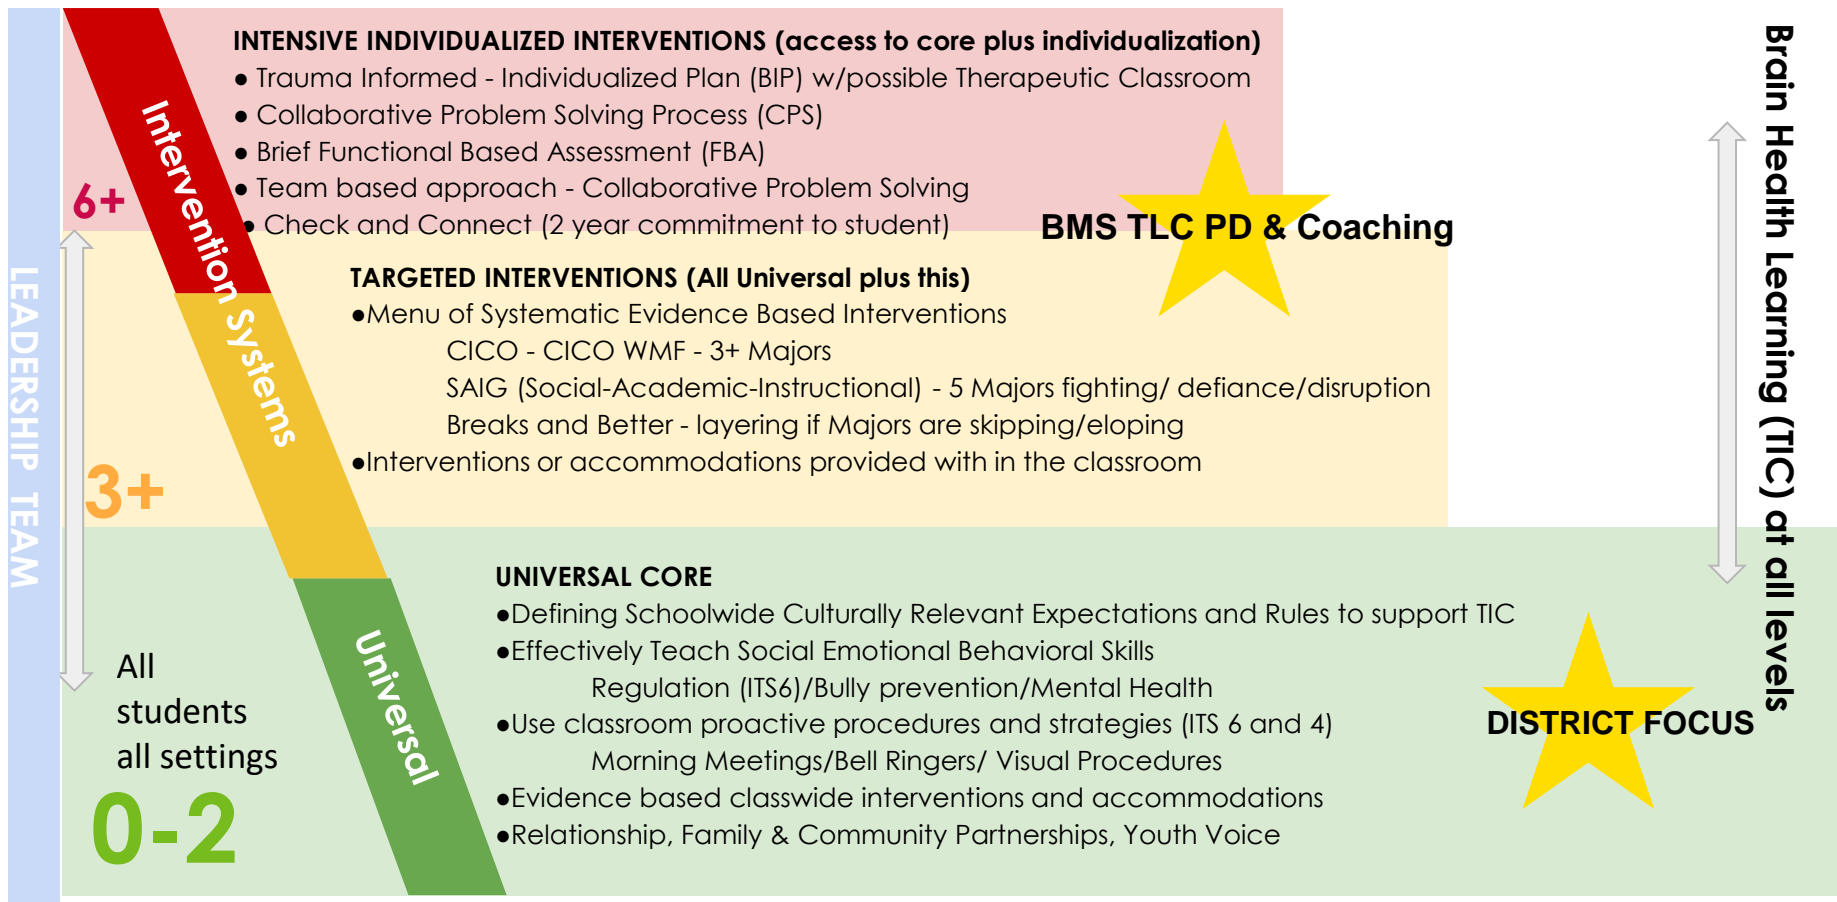 INTENSIVE INDIVIDUALIZED INTERVENTIONS (access to core plus individualization)
● Trauma Informed - Individualized Plan (BIP) w/possible Therapeutic Classroom
● Collaborative Problem Solving Process (CPS)
● Brief Functional Based Assessment (FBA)
● Team based approach - Collaborative Problem Solving
● Check and Connect (2 year commitment to student)
6+
BMS TLC PD & Coaching
TARGETED INTERVENTIONS (All Universal plus this)
●Menu of Systematic Evidence Based Interventions
CICO - CICO WMF - 3+ Majors
SAIG (Social-Academic-Instructional) - 5 Majors fighting/ defiance/disruption
Breaks and Better - layering if Majors are skipping/eloping
●Interventions or accommodations provided with in the classroom
3+
UNIVERSAL CORE
●Defining Schoolwide Culturally Relevant Expectations and Rules to support TIC
●Effectively Teach Social Emotional Behavioral Skills
Regulation (ITS6)/Bully prevention/Mental Health
●Use classroom proactive procedures and strategies (ITS 6 and 4)
Morning Meetings/Bell Ringers/ Visual Procedures
●Evidence based classwide interventions and accommodations
●Relationship, Family & Community Partnerships, Youth Voice
All
students
all settings
0-2
DISTRICT FOCUS
LEADERSHIP TEAM
Intervention Systems
Universal
Brain Health Learning (TIC) at all levels